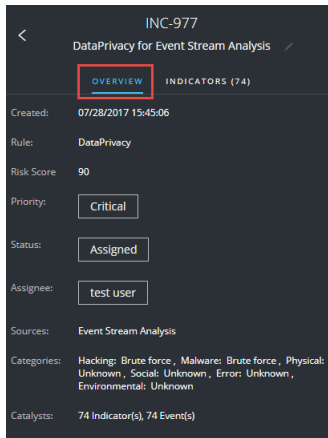 INC-977
DataPrivacy for Event Stream Analysis
OVERVIEW INDICATORS (74)
Created: 07/28/2017 15:45:06
Rule: DataPrivacy
Risk Score 90
Priority: Critical
Status: Assigned
Assignee: test user
Sources: Event Stream Analysis
Categories: Hacking: Brute force , Malware: Brute force , Physical:
Unknown , Social: Unknown , Error: Unknown ,
Environmental: Unknown
Catalysts: 74 Indicator(s), 74 Event(s)